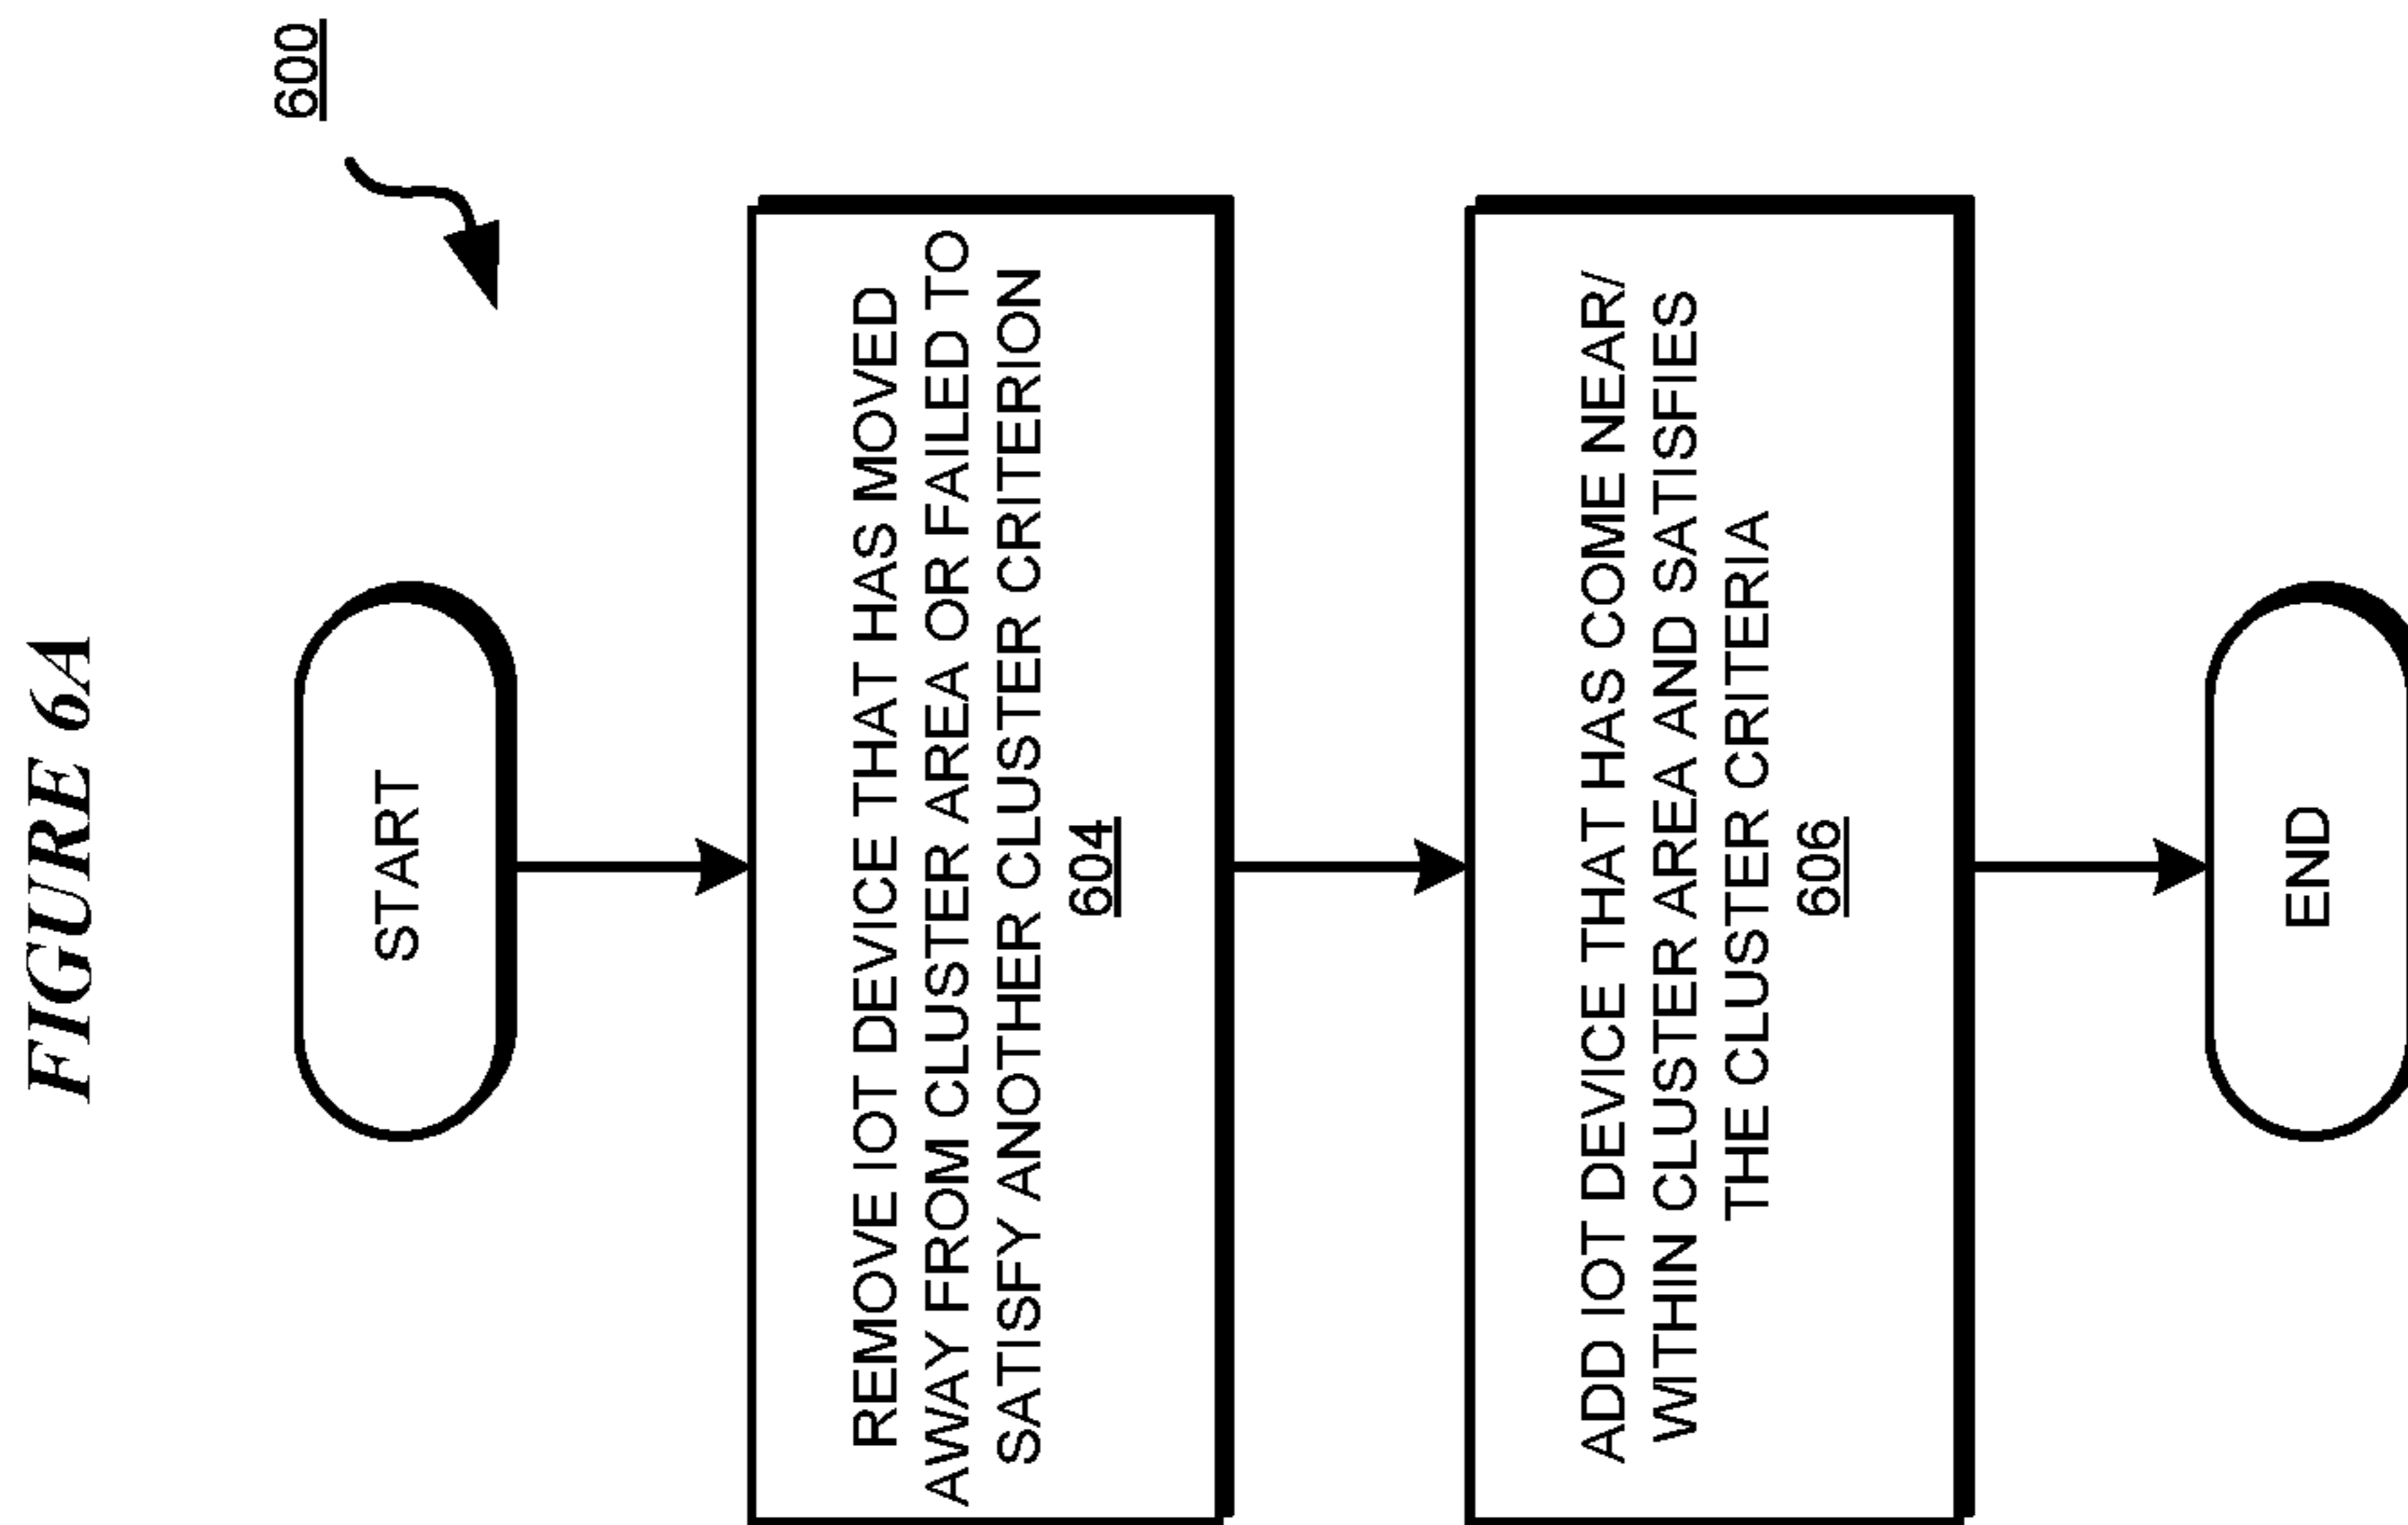 FIGURE 6A
600
START
REMOVE IOT DEVICE THAT HAS MOVED
AWAY FROM CLUSTER AREA OR FAILED TO
SATISFY ANOTHER CLUSTER CRITERION
604
ADD IOT DEVICE THAT HAS COME NEAR/
WITHIN CLUSTER AREA AND SATISFIES
THE CLUSTER CRITERIA
606
END